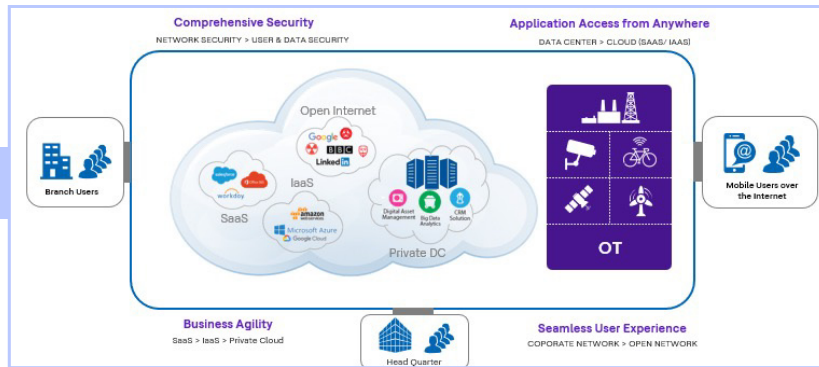 Comprehensive Security
NETWORK SECURITY > USER & DATA SECURITY
Application Access from Anywhere
DATA CENTER > CLOUD (SAAS/ IAAS)
Open Internet
Google
BBC
LinkedIn
IaaS
salesforce
workday
SaaS
amazon
webservices
Microsoft Azure
Google Cloud
Digital Asset
Management
Big Data
Analytics
CRM
Solution
Private DC
OT
Branch Users
Mobile Users over
the Internet
Business Agility
SaaS > IaaS > Private Cloud
Head Quarter
Seamless User Experience
COPORATE NETWORK > OPEN NETWORK